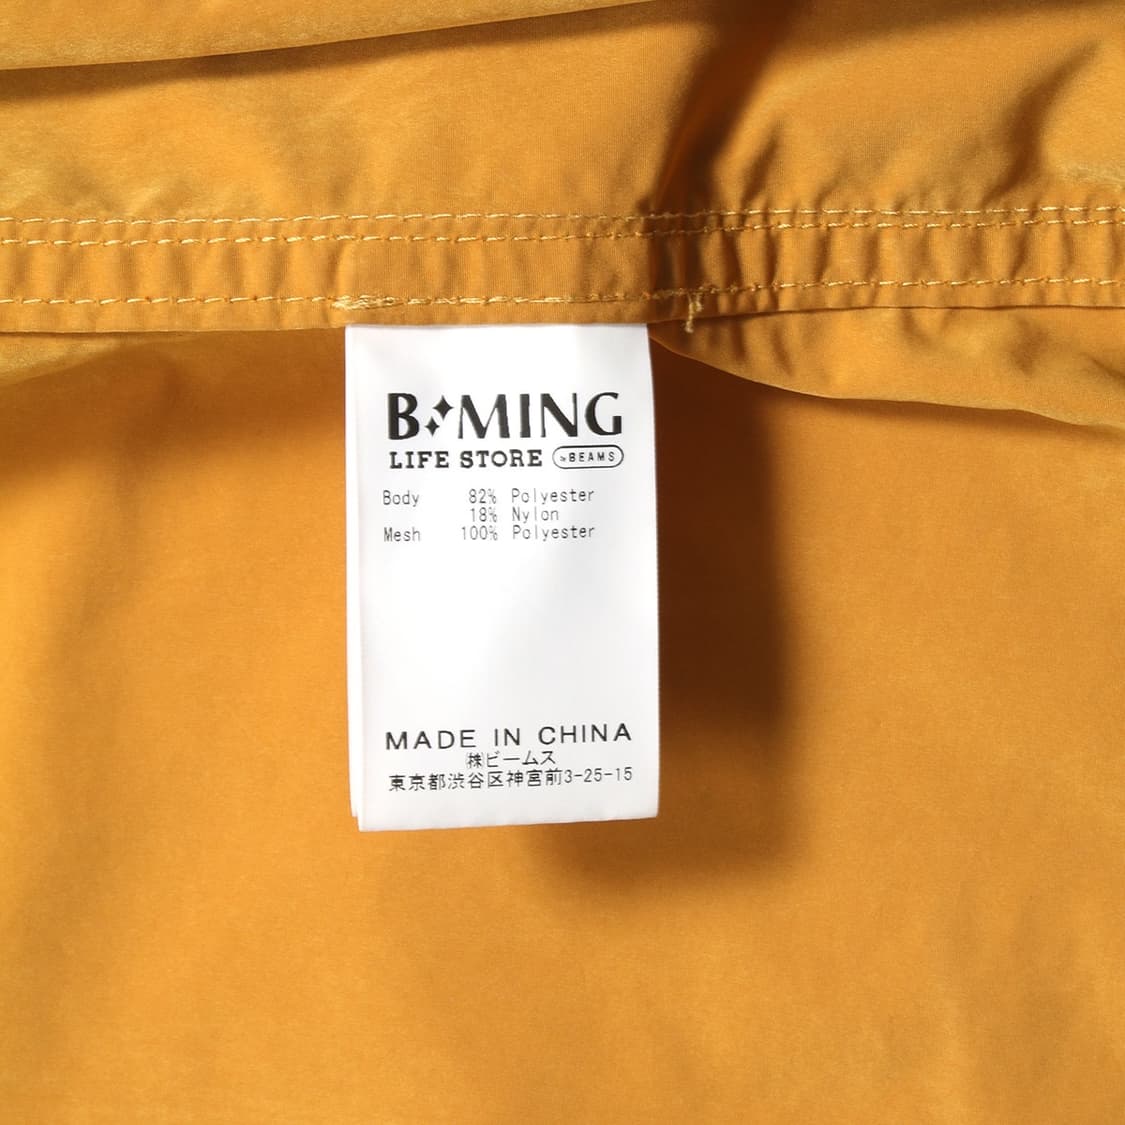 B MING
LIFE STORE by BEAMS
Body 82% Polyester
18% Nylon
Mesh 100% Polyester
MADE IN CHINA
㈱ビームス
東京都渋谷区神宮前3-25-15